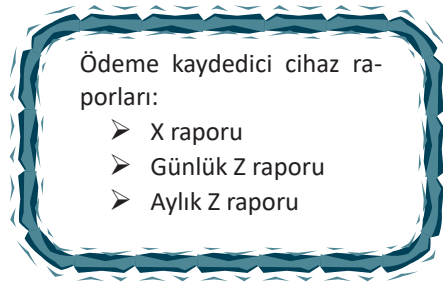 Ödeme kaydedici cihaz ra-
porları:
➢ X raporu
➢ Günlük Z raporu
➢ Aylık Z raporu